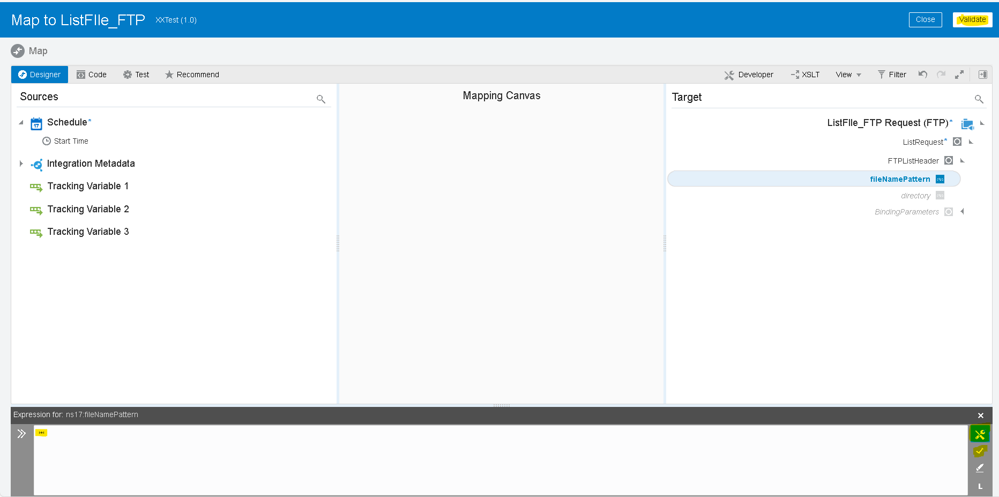 Map to ListFIle_FTP XXTest (1.0) Close Validate
Map
Designer Code Test Recommend Developer XSLT View Filter
Sources
Schedule*
17
Start Time
Integration Metadata
Tracking Variable 1
Tracking Variable 2
Tracking Variable 3
Mapping Canvas
Target
ListFIle_FTP Request (FTP)*
ListRequest*
FTPListHeader
fileNamePattern
directory
BindingParameters
Expression for: ns17:fileNamePattern
L